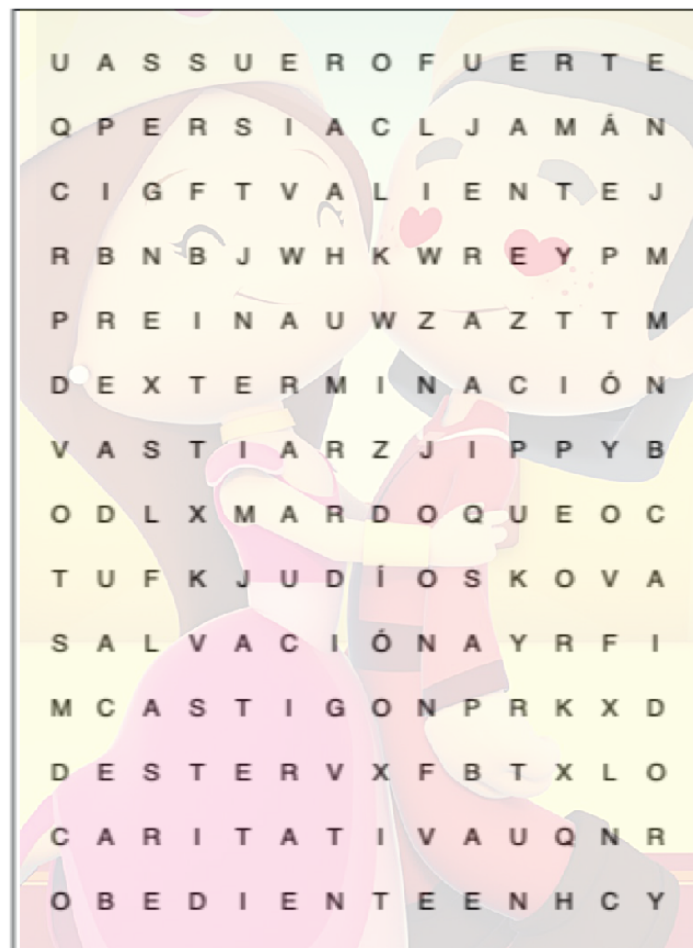 U A S S U E R O F U E R T E
Q P E R S I A C L J A M Á N
C I G F T V A L I E N T E J
R B N B J W H K W R E Y P M
P R E I N A U W Z A Z T T M
D E X T E R M I N A C I Ó N
V A S T I A R Z J I P P Y B
O D L X M A R D O Q U E O C
T U F K J U D Í O S K O V A
S A L V A C I Ó N A Y R F I
M C A S T I G O N P R K X D
D E S T E R V X F B T X L O
C A R I T A T I V A U Q N R
O B E D I E N T E E N H C Y